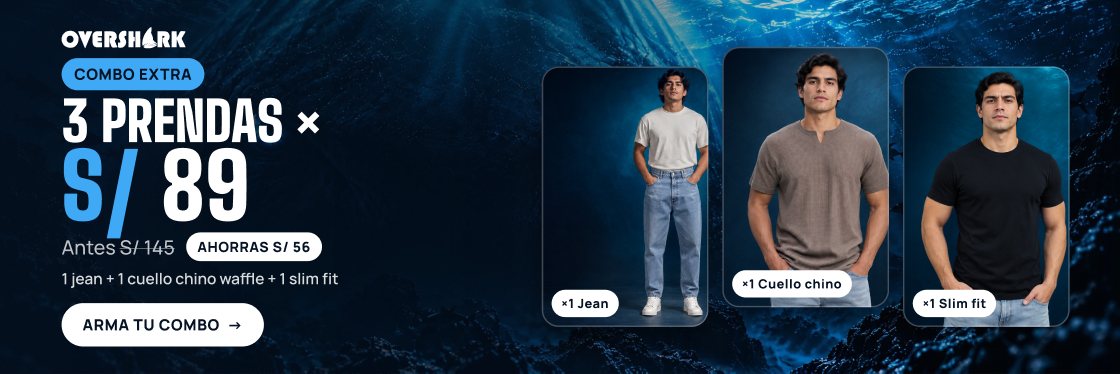 OVERSHARK
COMBO EXTRA
3 PRENDAS ×
S/ 89
Antes S/ 145
AHORRAS S/ 56
1 jean + 1 cuello chino waffle + 1 slim fit
ARMA TU COMBO →
×1 Jean
×1 Cuello chino
×1 Slim fit